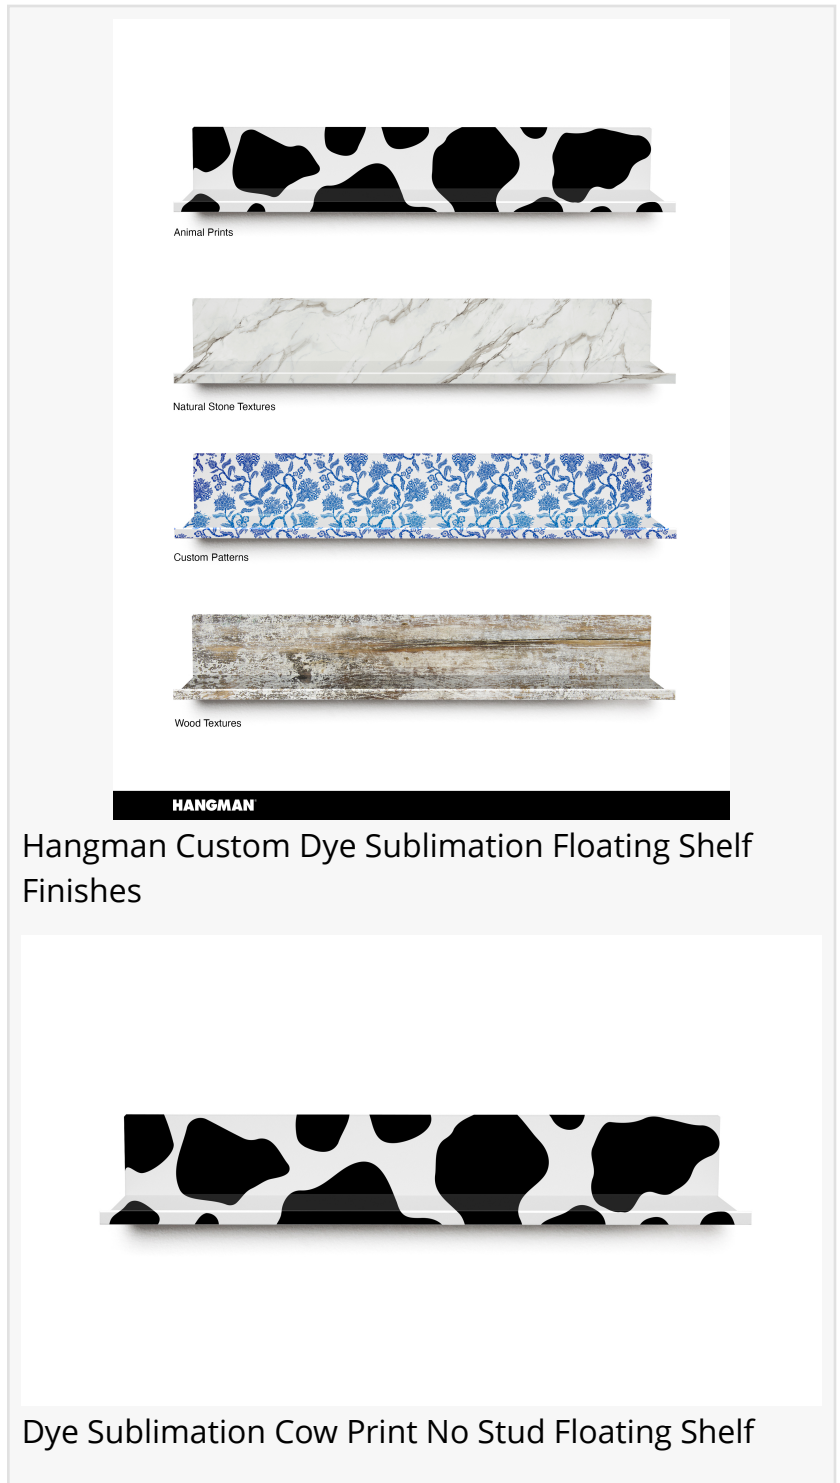 Animal Prints
Natural Stone Textures
Custom Patterns
Wood Textures
HANGMAN®
Hangman Custom Dye Sublimation Floating Shelf
Finishes
Dye Sublimation Cow Print No Stud Floating Shelf